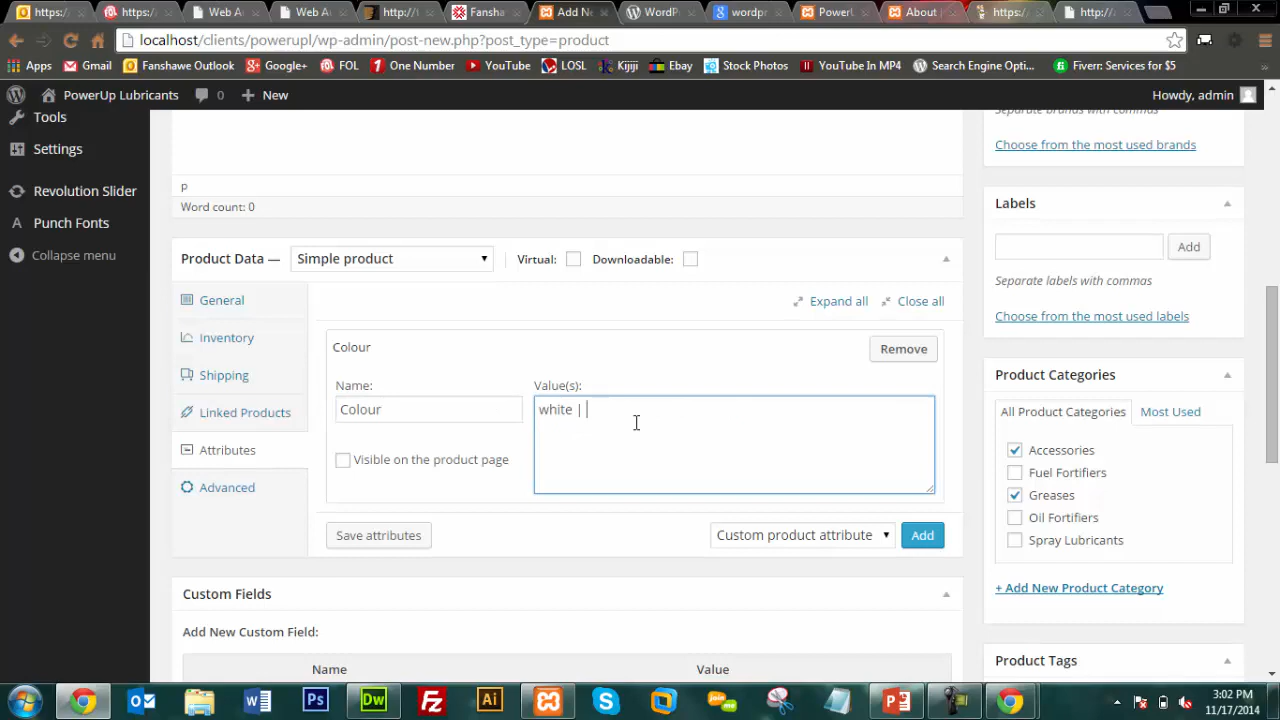 https:/
https://
Web A
Web A
http://
Fansha
Add Ne
WordP
wordpr
PowerU
About
https:/
http://
localhost/clients/powerupl/wp-admin/post-new.php?post_type=product
Apps Gmail Fanshawe Outlook Google+ FOL One Number YouTube LOSL Kijiji Ebay Stock Photos YouTube In MP4 Search Engine Opti... Fiverr: Services for $5
PowerUp Lubricants 0 + New Howdy, admin
Tools
Settings
Revolution Slider
Punch Fonts
Collapse menu
p
Word count: 0
Product Data — Simple product Virtual: Downloadable:
General
Inventory
Shipping
Linked Products
Attributes
Advanced
Expand all Close all
Colour Remove
Name: Value(s):
Colour white |
Visible on the product page
Save attributes Custom product attribute Add
Custom Fields
Add New Custom Field:
Name Value
Separate brands with commas
Choose from the most used brands
Labels
Add
Separate labels with commas
Choose from the most used labels
Product Categories
All Product Categories Most Used
Accessories
Fuel Fortifiers
Greases
Oil Fortifiers
Spray Lubricants
+ Add New Product Category
Product Tags
3:02 PM
11/17/2014